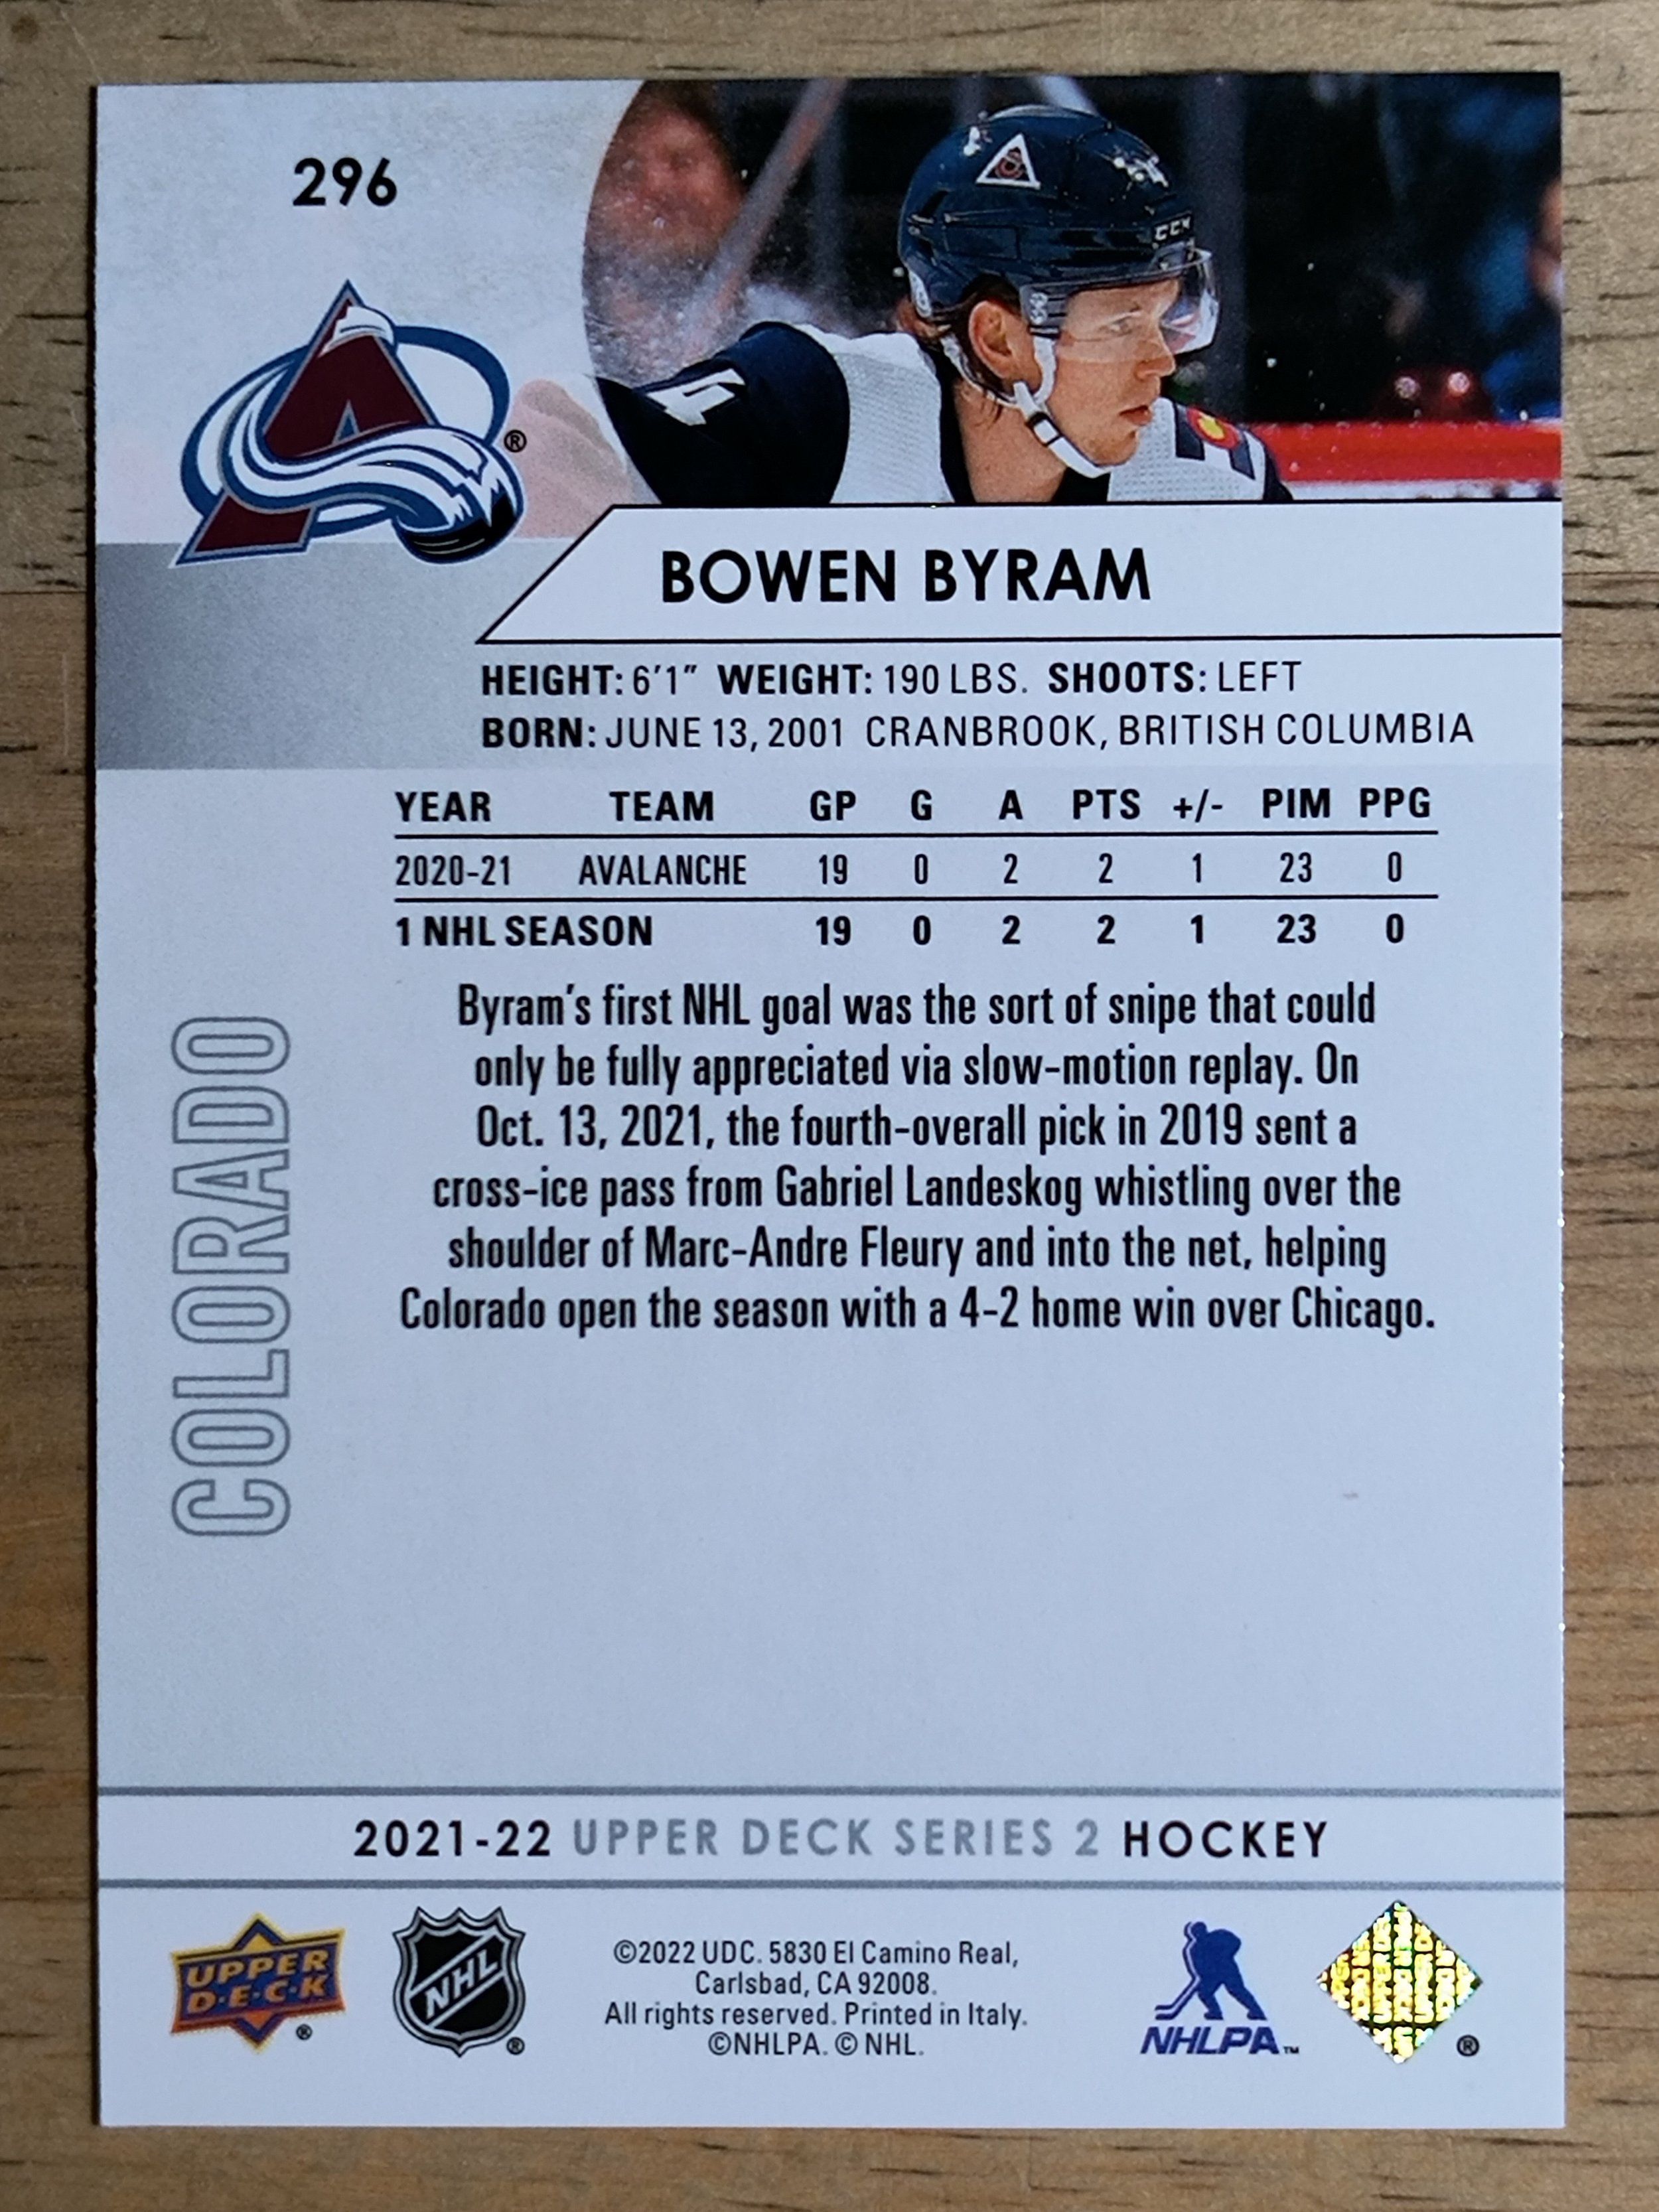 296
CCM
4
®
BOWEN BYRAM
HEIGHT: 6'1" WEIGHT: 190 LBS. SHOOTS: LEFT
BORN: JUNE 13, 2001 CRANBROOK, BRITISH COLUMBIA
YEAR TEAM GP G A PTS +/- PIM PPG
2020-21 AVALANCHE 19 0 2 2 1 23 0
1 NHL SEASON 19 0 2 2 1 23 0
Byram's first NHL goal was the sort of snipe that could
only be fully appreciated via slow-motion replay. On
Oct. 13, 2021, the fourth-overall pick in 2019 sent a
cross-ice pass from Gabriel Landeskog whistling over the
shoulder of Marc-Andre Fleury and into the net, helping
Colorado open the season with a 4-2 home win over Chicago.
COLORADO
2021-22 UPPER DECK SERIES 2 HOCKEY
UPPER
D·E·C·K
®
NHL
®
©2022 UDC. 5830 El Camino Real,
Carlsbad, CA 92008.
All rights reserved. Printed in Italy.
©NHLPA. © NHL.
NHLPA™
®